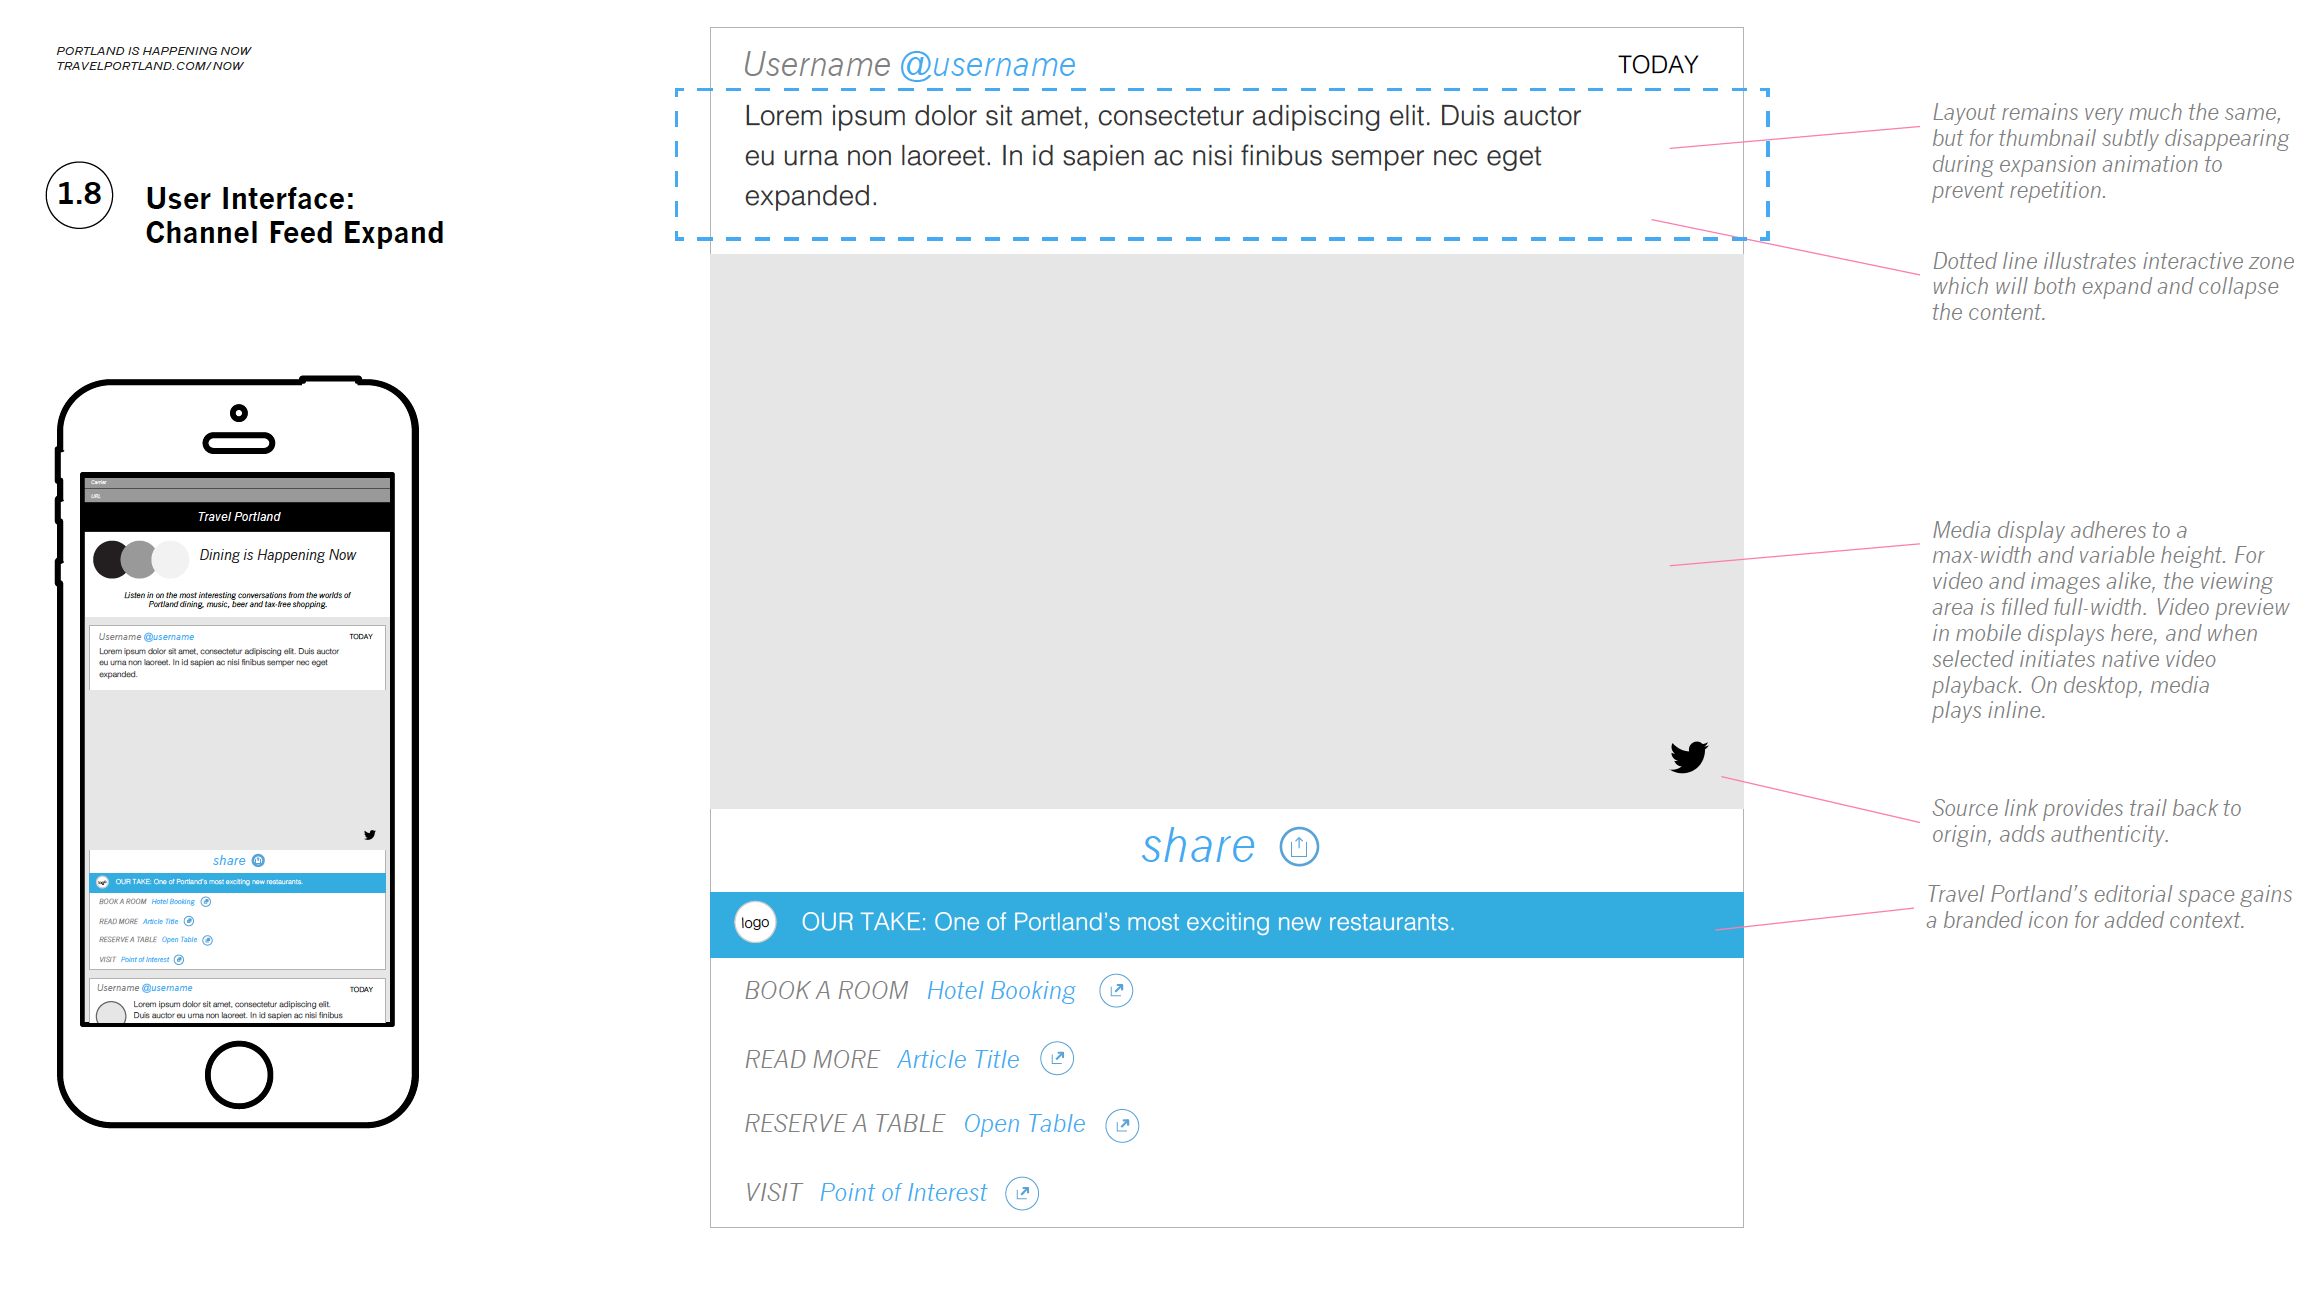 PORTLAND IS HAPPENING NOW
TRAVELPORTLAND.COM/NOW
1.8
User Interface:
Channel Feed Expand
Carrier
URL
Travel Portland
Dining is Happening Now
Listen in on the most interesting conversations from the worlds of
Portland dining, music, beer and tax-free shopping.
Username @username TODAY
Lorem ipsum dolor sit amet, consectetur adipiscing elit. Duis auctor
eu urna non laoreet. In id sapien ac nisi finibus semper nec eget
expanded.
share
logo OUR TAKE: One of Portland's most exciting new restaurants.
BOOK A ROOM Hotel Booking
READ MORE Article Title
RESERVE A TABLE Open Table
VISIT Point of Interest
Username @username TODAY
Lorem ipsum dolor sit amet, consectetur adipiscing elit.
Duis auctor eu urna non laoreet. In id sapien ac nisi finibus
Username @username TODAY
Lorem ipsum dolor sit amet, consectetur adipiscing elit. Duis auctor
eu urna non laoreet. In id sapien ac nisi finibus semper nec eget
expanded.
share
logo OUR TAKE: One of Portland's most exciting new restaurants.
BOOK A ROOM Hotel Booking
READ MORE Article Title
RESERVE A TABLE Open Table
VISIT Point of Interest
Layout remains very much the same,
but for thumbnail subtly disappearing
during expansion animation to
prevent repetition.
Dotted line illustrates interactive zone
which will both expand and collapse
the content.
Media display adheres to a
max-width and variable height. For
video and images alike, the viewing
area is filled full-width. Video preview
in mobile displays here, and when
selected initiates native video
playback. On desktop, media
plays inline.
Source link provides trail back to
origin, adds authenticity.
Travel Portland's editorial space gains
a branded icon for added context.